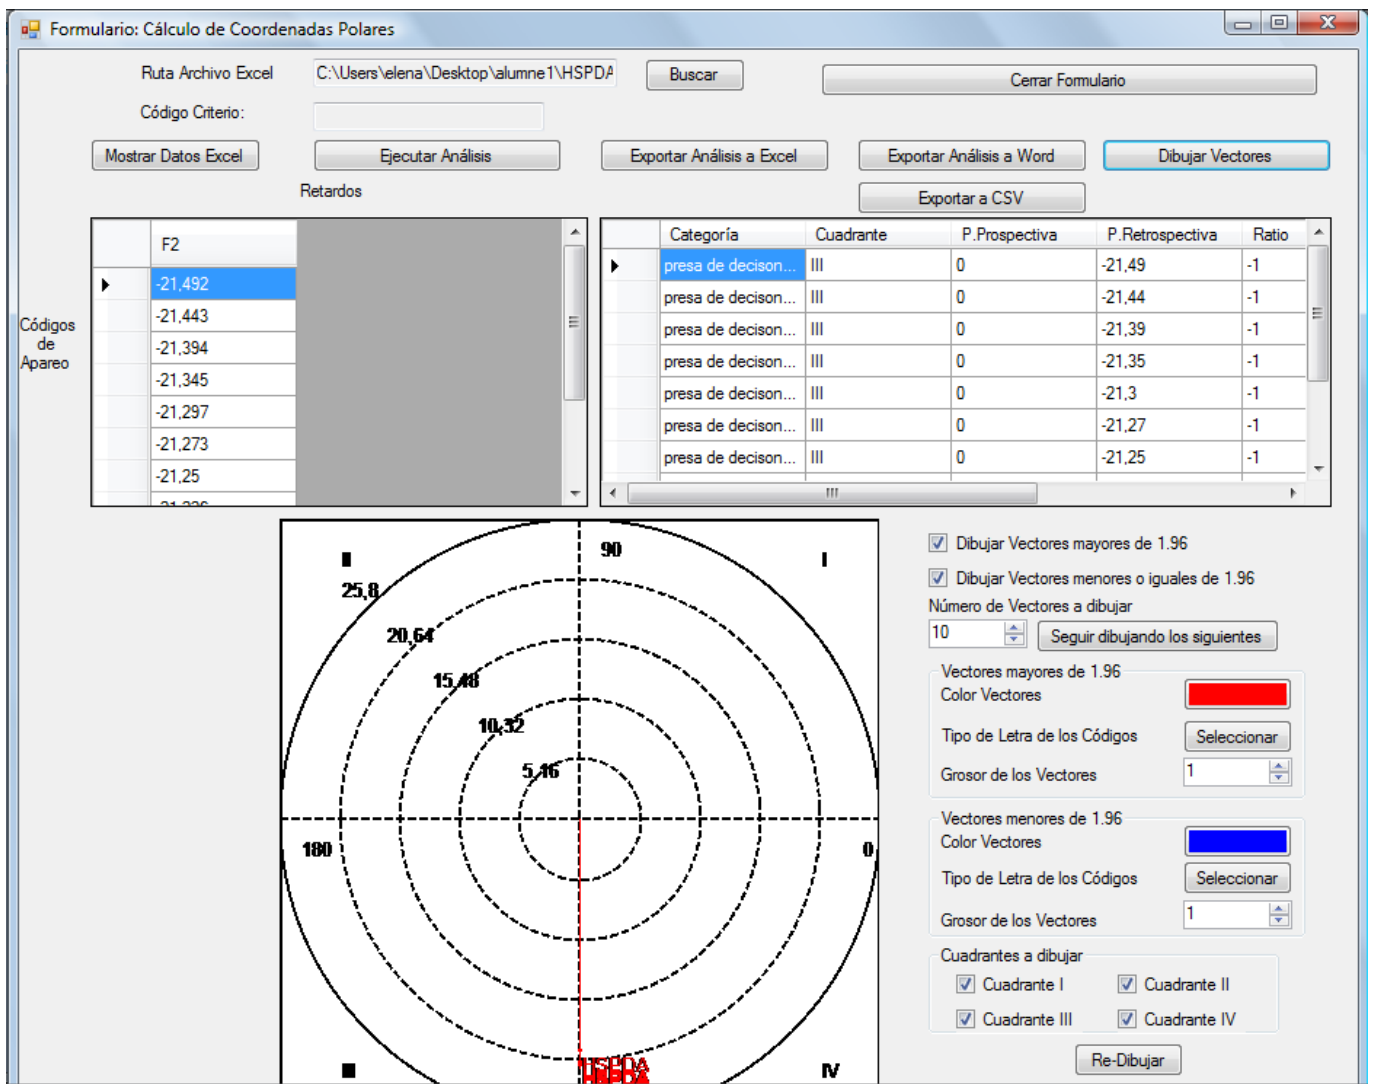 Formulario: Cálculo de Coordenadas Polares
Ruta Archivo Excel
C:\Users\elena\Desktop\alumne1\HSPDA
Buscar
Cerrar Formulario
Código Criterio:
Mostrar Datos Excel
Ejecutar Análisis
Exportar Análisis a Excel
Exportar Análisis a Word
Dibujar Vectores
Retardos
Exportar a CSV
Códigos
de
Apareo
F2
-21,492
-21,443
-21,394
-21,345
-21,297
-21,273
-21,25
Categoría Cuadrante P.Prospectiva P.Retrospectiva Ratio
presa de decison... III 0 -21,49 -1
presa de decison... III 0 -21,44 -1
presa de decison... III 0 -21,39 -1
presa de decison... III 0 -21,35 -1
presa de decison... III 0 -21,3 -1
presa de decison... III 0 -21,27 -1
presa de decison... III 0 -21,25 -1
II
90
I
25,8
20,64
15,48
10,32
5,16
180
0
HSPDA
III
IV
Dibujar Vectores mayores de 1.96
Dibujar Vectores menores o iguales de 1.96
Número de Vectores a dibujar
10
Seguir dibujando los siguientes
Vectores mayores de 1.96
Color Vectores
Tipo de Letra de los Códigos
Seleccionar
Grosor de los Vectores
1
Vectores menores de 1.96
Color Vectores
Tipo de Letra de los Códigos
Seleccionar
Grosor de los Vectores
1
Cuadrantes a dibujar
Cuadrante I
Cuadrante II
Cuadrante III
Cuadrante IV
Re-Dibujar